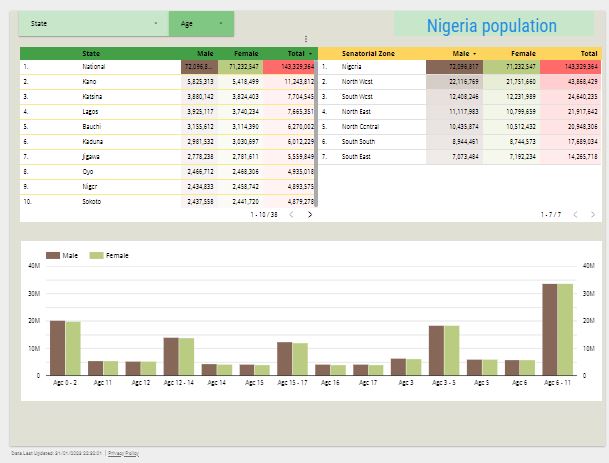 State
Age
Nigeria population
State Male Female Total
1. National 72,096,8... 71,232,547 143,329,364
2. Kano 5,825,313 5,418,499 11,243,812
3. Katsina 3,880,142 3,824,403 7,704,545
4. Lagos 3,925,117 3,740,234 7,665,351
5. Bauchi 3,155,612 3,114,390 6,270,002
6. Kaduna 2,981,532 3,030,697 6,012,229
7. Jigawa 2,778,238 2,781,611 5,559,849
8. Oyo 2,466,712 2,468,306 4,935,018
9. Niger 2,434,833 2,458,742 4,893,575
10. Sokoto 2,437,558 2,441,720 4,879,278
1 - 10 / 38
Senatorial Zone Male Female Total
1. Nigeria 72,096,817 71,232,547 143,329,364
2. North West 22,116,769 21,751,660 43,868,429
3. South West 12,408,246 12,231,989 24,640,235
4. North East 11,117,983 10,799,659 21,917,642
5. North Central 10,435,874 10,512,432 20,948,306
6. South South 8,944,461 8,744,573 17,689,034
7. South East 7,073,484 7,192,234 14,265,718
1 - 7 / 7
Male Female
40M 40M
30M 30M
20M 20M
10M 10M
0 0
Age 0 - 2 Age 11 Age 12 Age 12 - 14 Age 14 Age 15 Age 15 - 17 Age 16 Age 17 Age 3 Age 3 - 5 Age 5 Age 6 Age 6 - 11
Data Last Updated: 31/01/2023 22:32:01 Privacy Policy